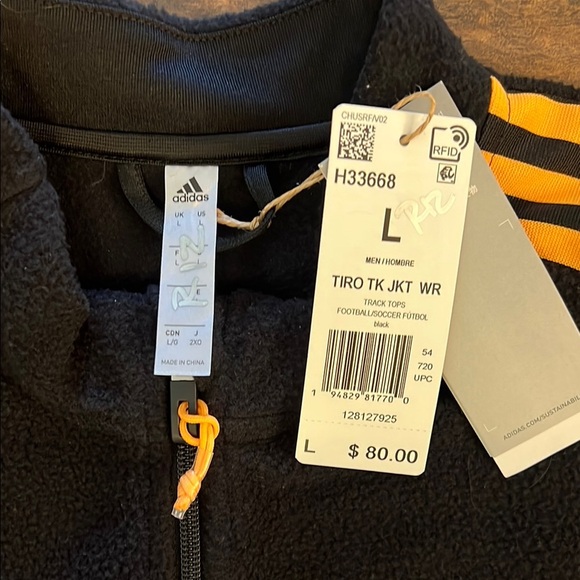 adidas
UK US
L L
F
L
E
CDN J
L/G 2XO
MADE IN CHINA
CHUSRF/V02
RFID
H33668
L
R12
MEN / HOMBRE
TIRO TK JKT WR
TRACK TOPS
FOOTBALL/SOCCER FÚTBOL
black
54
720
UPC
1 94829 81770 0
128127925
L $ 80.00